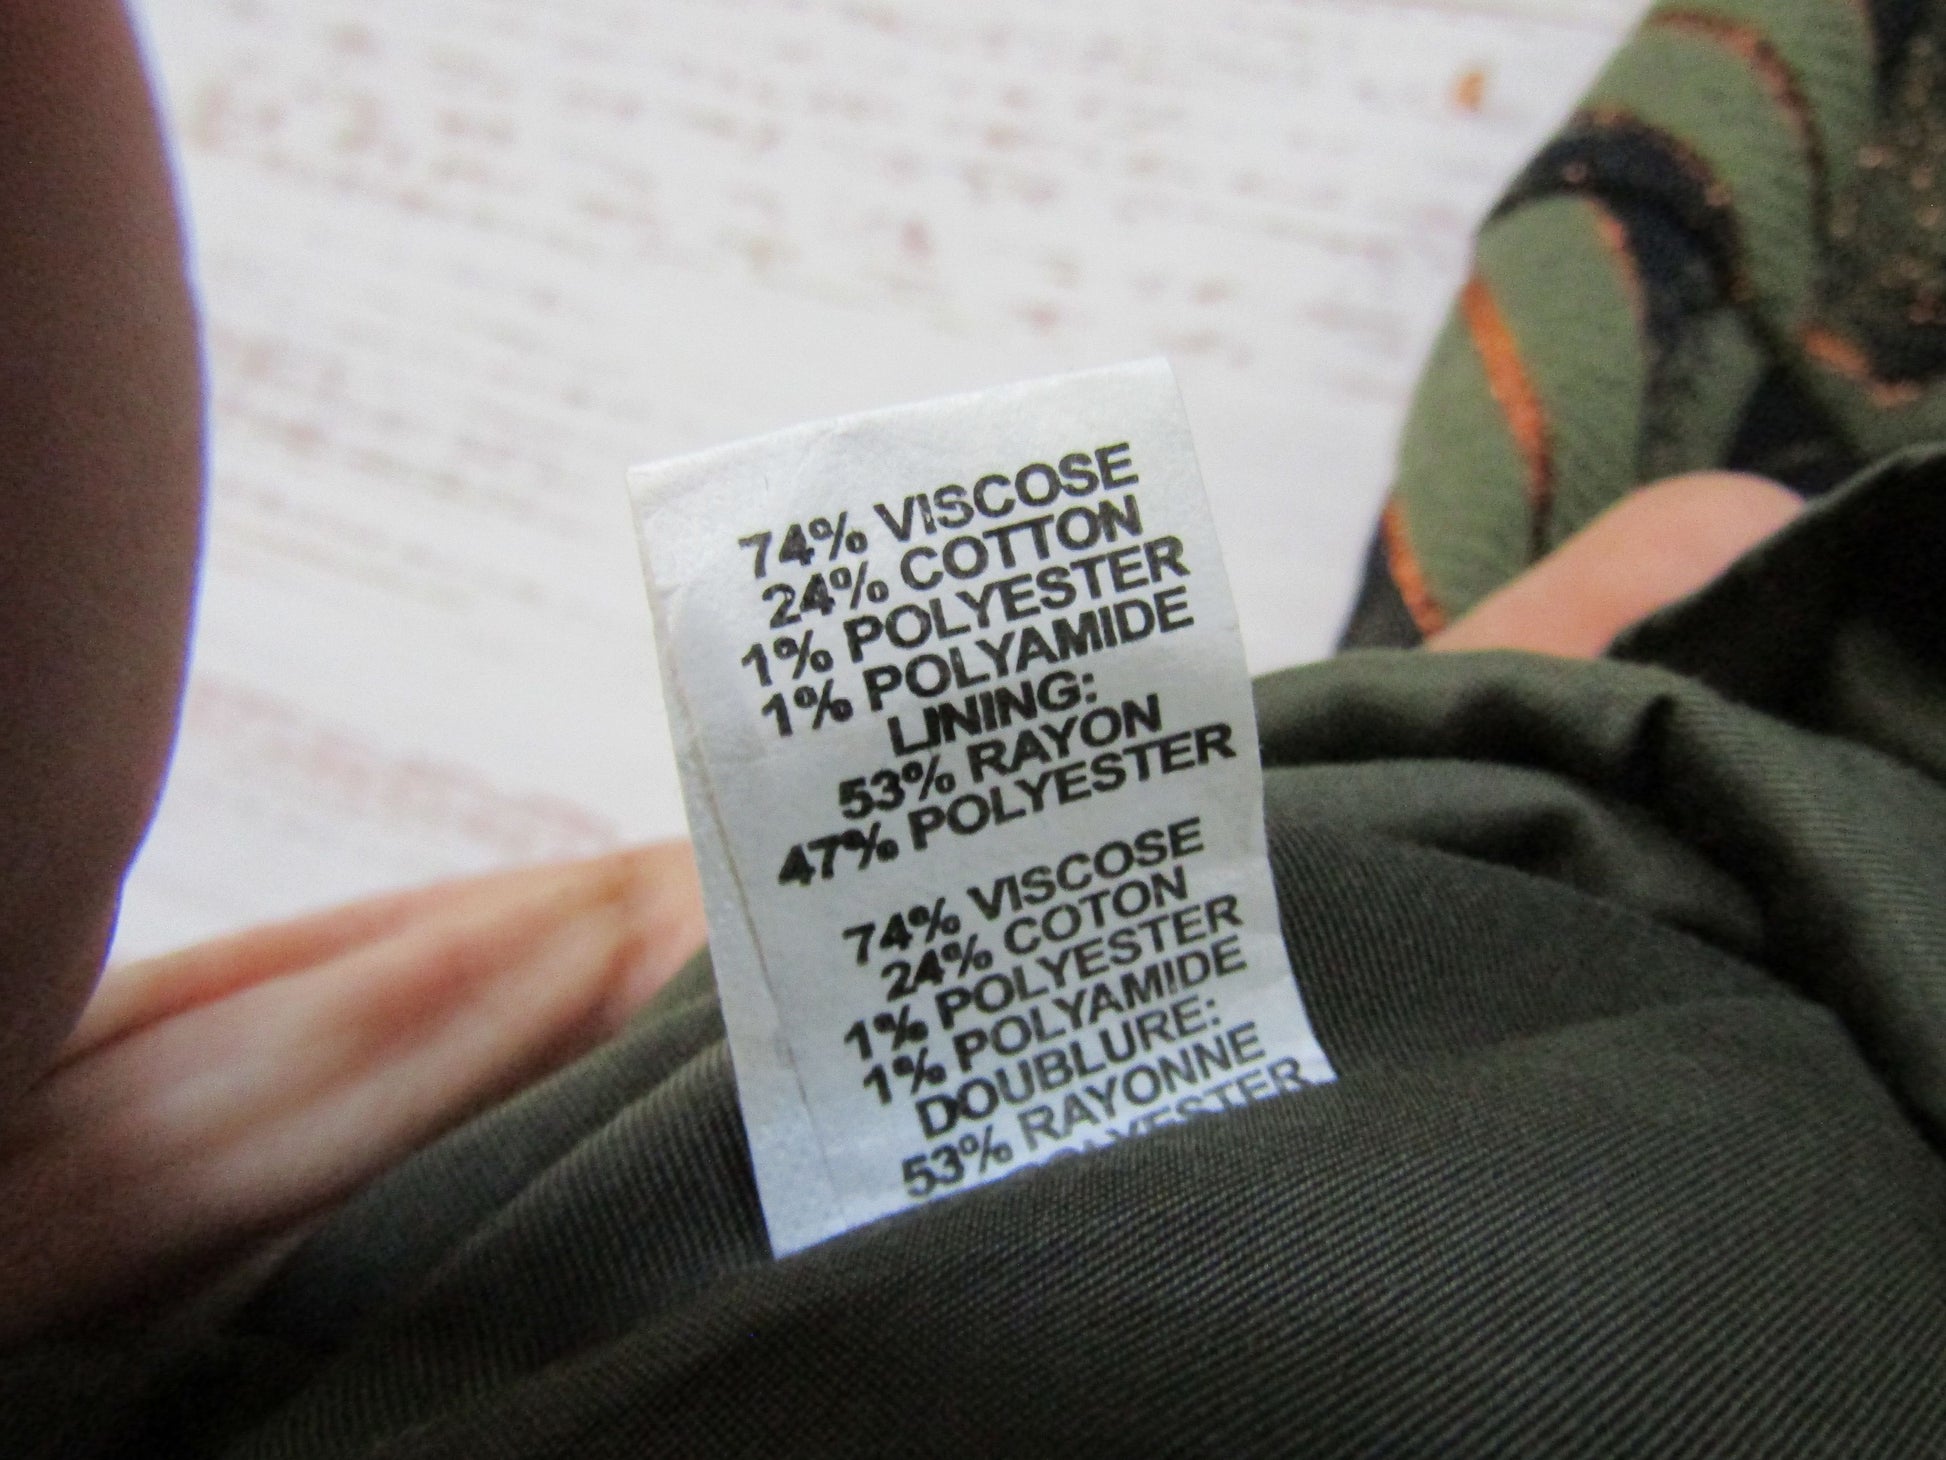 74% VISCOSE
24% COTTON
1% POLYESTER
1% POLYAMIDE
LINING:
53% RAYON
47% POLYESTER
74% VISCOSE
24% COTON
1% POLYESTER
1% POLYAMIDE
DOUBLURE:
53% RAYONNE
POLYESTER